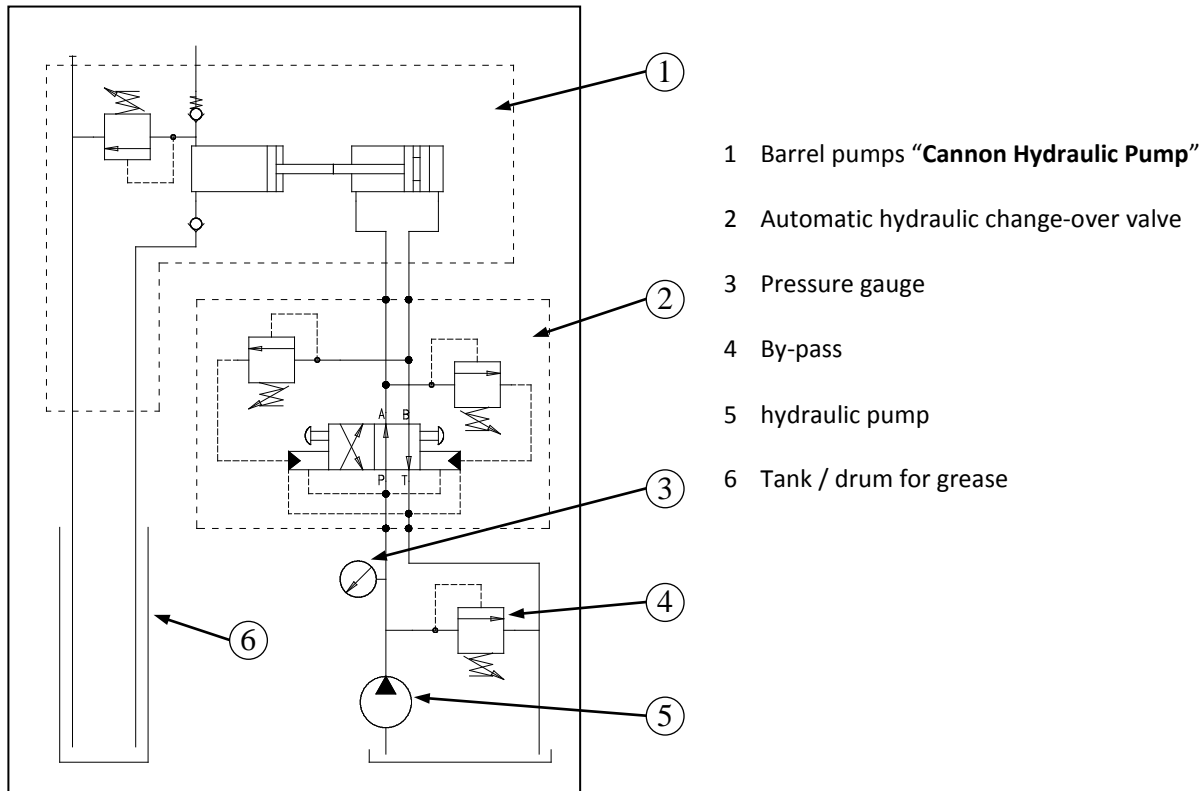 1
1 Barrel pumps “Cannon Hydraulic Pump”
2 Automatic hydraulic change-over valve
2
3 Pressure gauge
4 By-pass
A B
5 hydraulic pump
P T
6 Tank / drum for grease
3
4
6
5